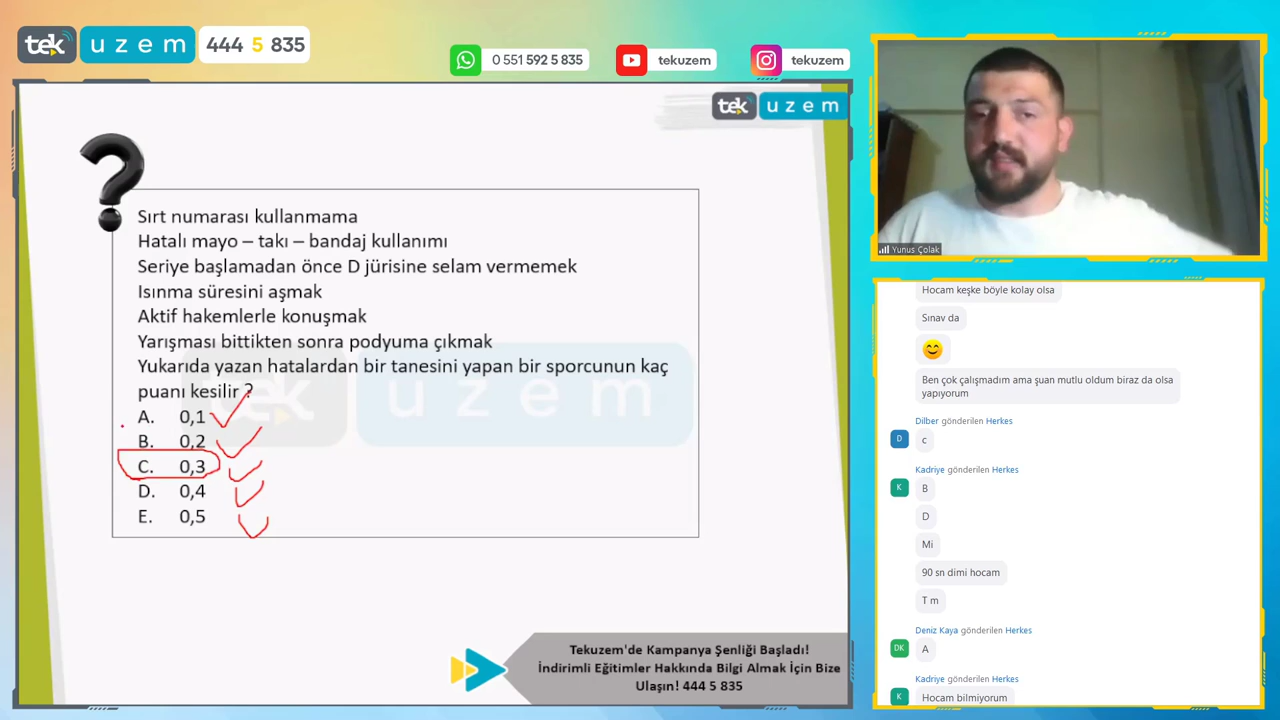 tek uzem 444 5 835
0 551 592 5 835
tekuzem
tekuzem
tek uzem
Sırt numarası kullanmama
Hatalı mayo – takı – bandaj kullanımı
Seriye başlamadan önce D jürisine selam vermemek
Isınma süresini aşmak
Aktif hakemlerle konuşmak
Yarışması bittikten sonra podyuma çıkmak
Yukarıda yazan hatalardan bir tanesini yapan bir sporcunun kaç
puanı kesilir ?
A. 0,1
B. 0,2
C. 0,3
D. 0,4
E. 0,5
tek uzem
Tekuzem'de Kampanya Şenliği Başladı!
İndirimli Eğitimler Hakkında Bilgi Almak İçin Bize
Ulaşın! 444 5 835
Yunus Çolak
Hocam keşke böyle kolay olsa
Sınav da
Ben çok çalışmadım ama şuan mutlu oldum biraz da olsa
yapıyorum
Dilber gönderilen Herkes
D c
Kadriye gönderilen Herkes
K B
D
Mi
90 sn dimi hocam
T m
Deniz Kaya gönderilen Herkes
DK A
Kadriye gönderilen Herkes
K Hocam bilmiyorum